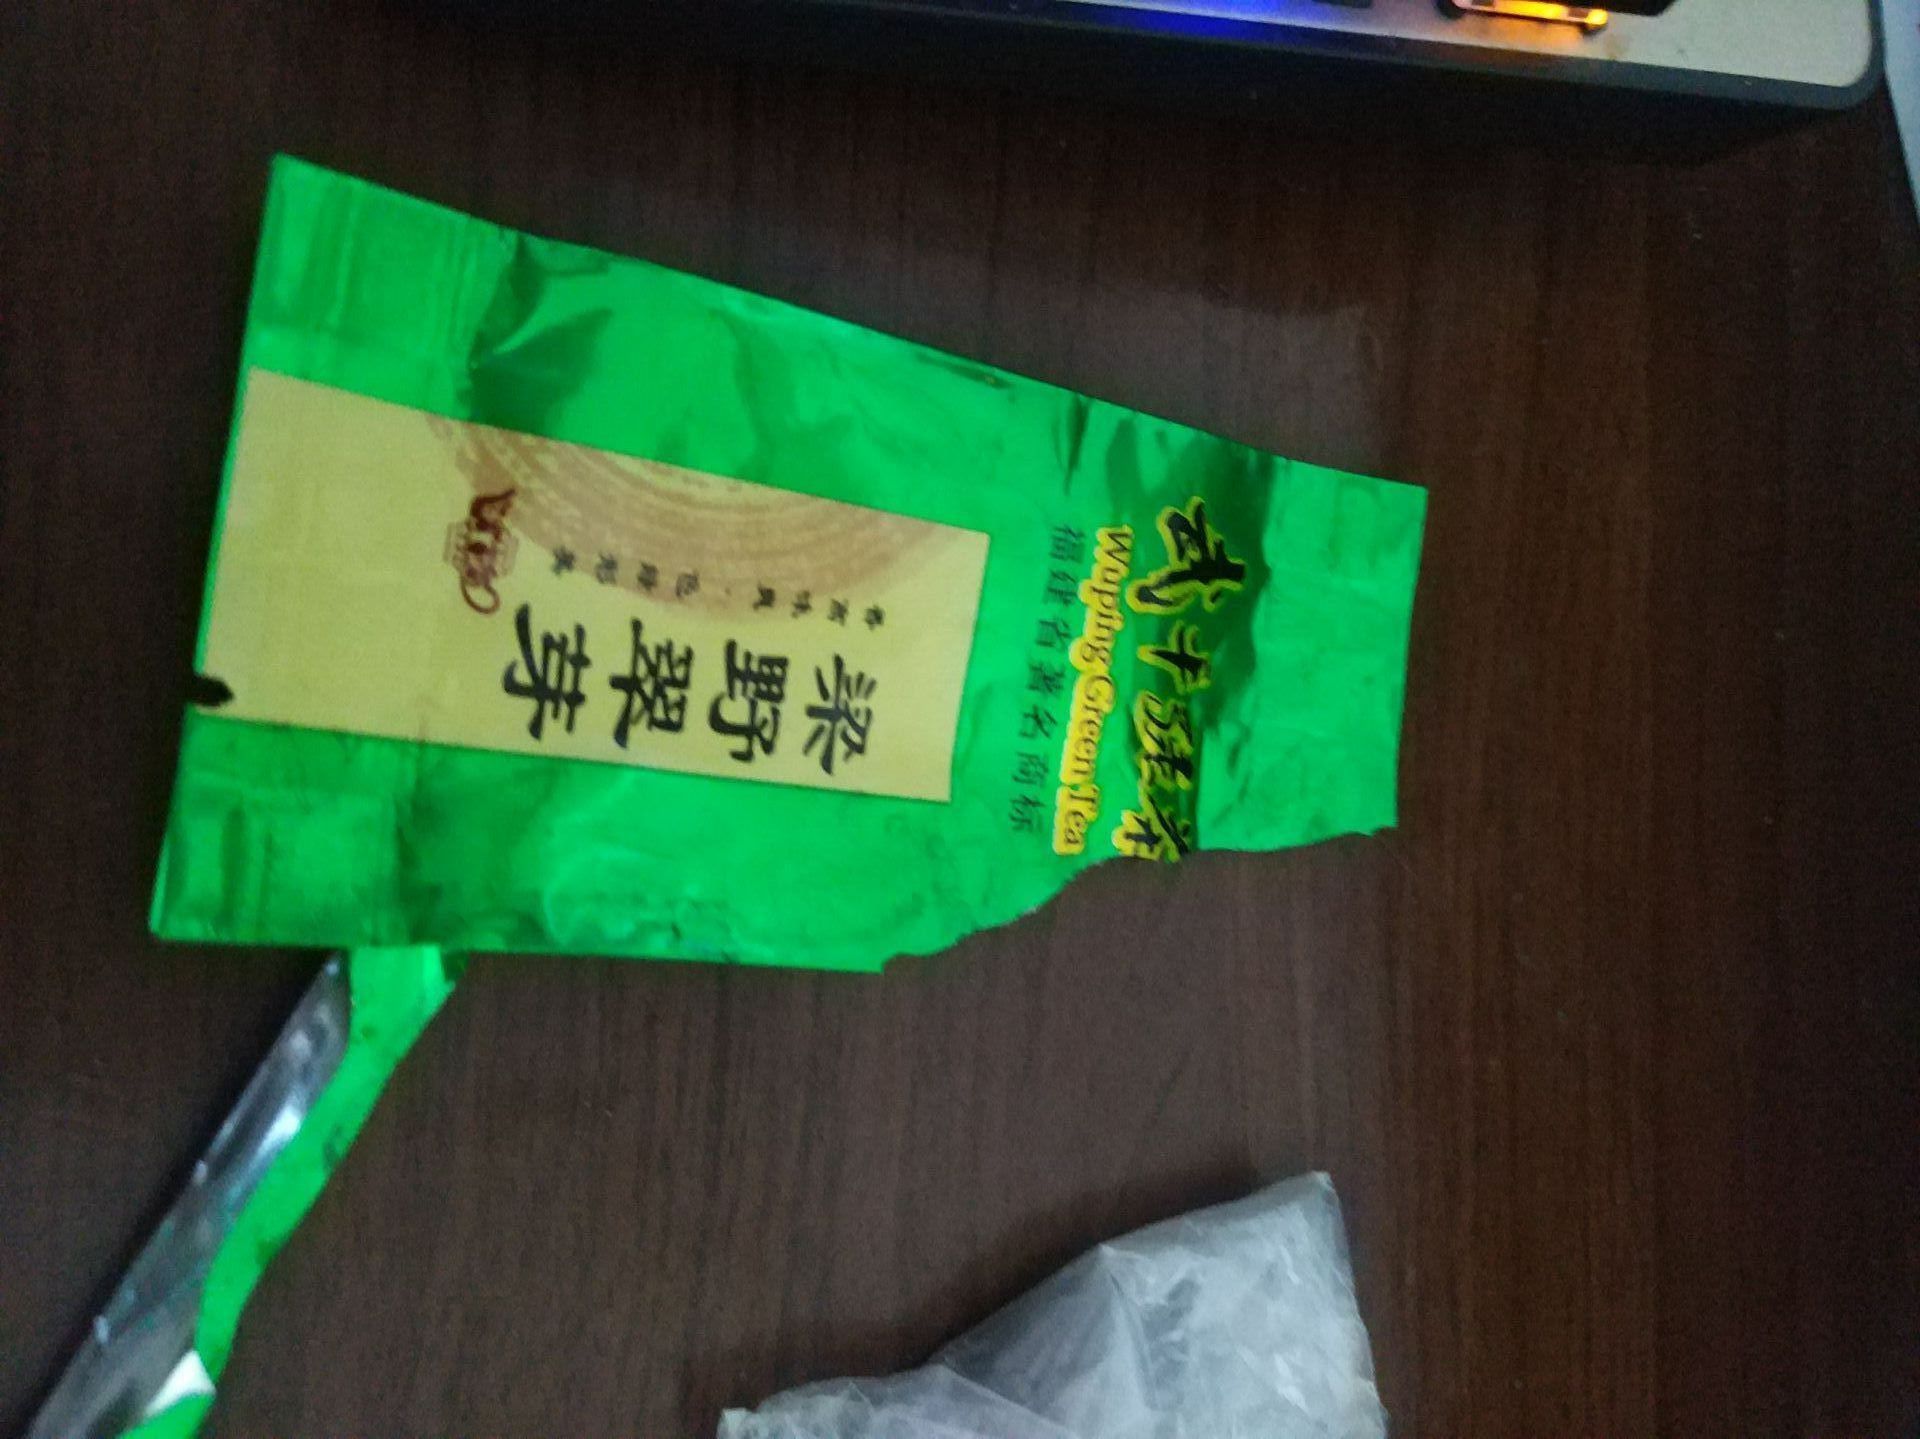 武平绿茶
Wuping Green Tea
福建省著名商标
梁野翠芽